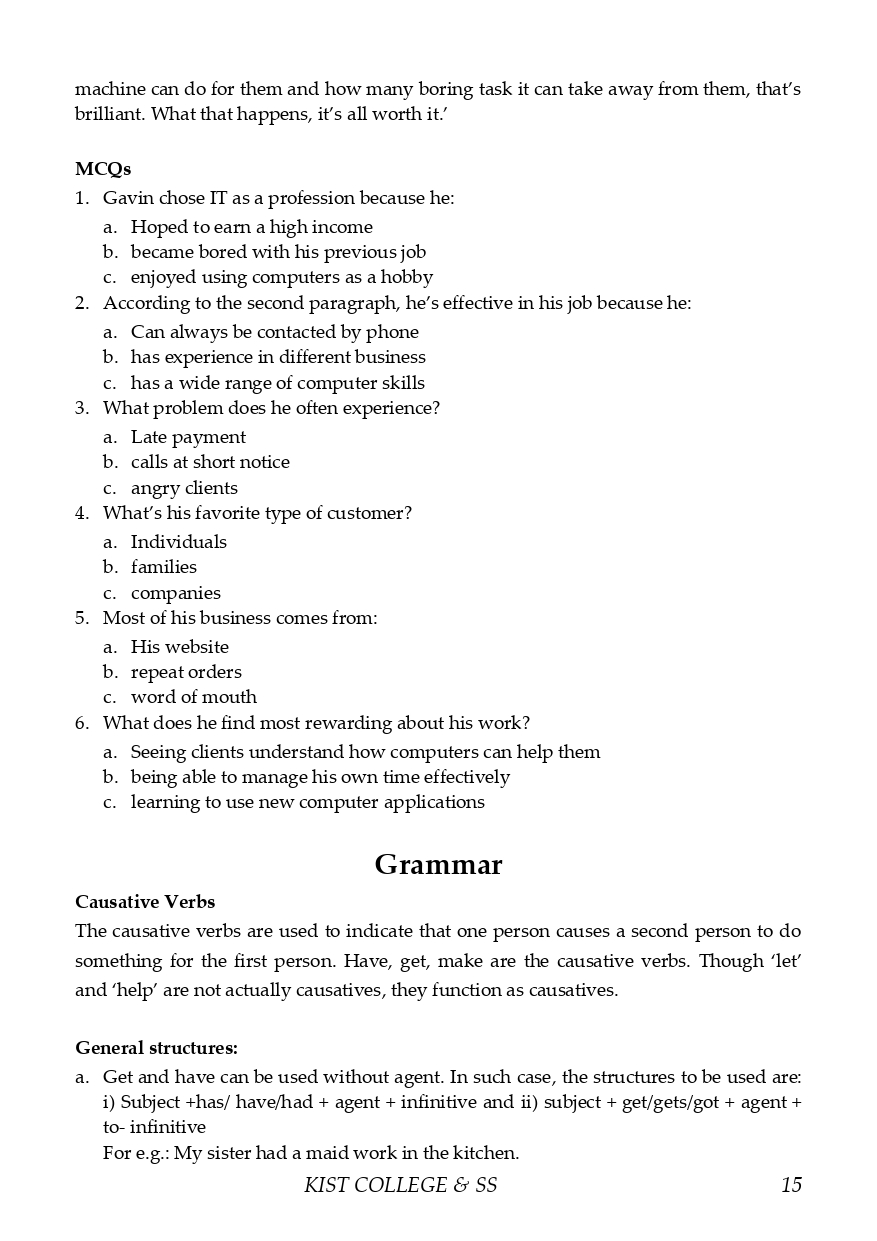 machine can do for them and how many boring task it can take away from them, that’s
brilliant. What that happens, it’s all worth it.’
MCQs
1. Gavin chose IT as a profession because he:
a. Hoped to earn a high income
b. became bored with his previous job
c. enjoyed using computers as a hobby
2. According to the second paragraph, he’s effective in his job because he:
a. Can always be contacted by phone
b. has experience in different business
c. has a wide range of computer skills
3. What problem does he often experience?
a. Late payment
b. calls at short notice
c. angry clients
4. What’s his favorite type of customer?
a. Individuals
b. families
c. companies
5. Most of his business comes from:
a. His website
b. repeat orders
c. word of mouth
6. What does he find most rewarding about his work?
a. Seeing clients understand how computers can help them
b. being able to manage his own time effectively
c. learning to use new computer applications
Grammar
Causative Verbs
The causative verbs are used to indicate that one person causes a second person to do
something for the first person. Have, get, make are the causative verbs. Though ‘let’
and ‘help’ are not actually causatives, they function as causatives.
General structures:
a. Get and have can be used without agent. In such case, the structures to be used are:
i) Subject +has/ have/had + agent + infinitive and ii) subject + get/gets/got + agent +
to- infinitive
For e.g.: My sister had a maid work in the kitchen.
KIST COLLEGE & SS 15